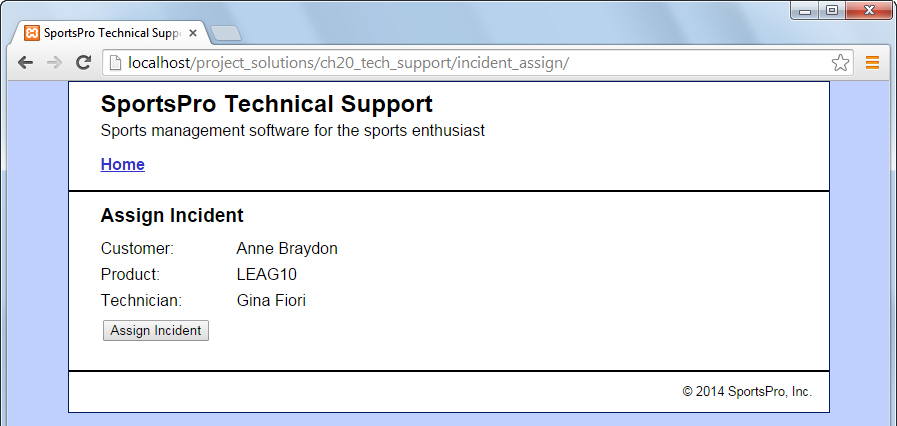 SportsPro Technical Supp
localhost/project_solutions/ch20_tech_support/incident_assign/
SportsPro Technical Support
Sports management software for the sports enthusiast
Home
Assign Incident
Customer: Anne Braydon
Product: LEAG10
Technician: Gina Fiori
Assign Incident
© 2014 SportsPro, Inc.